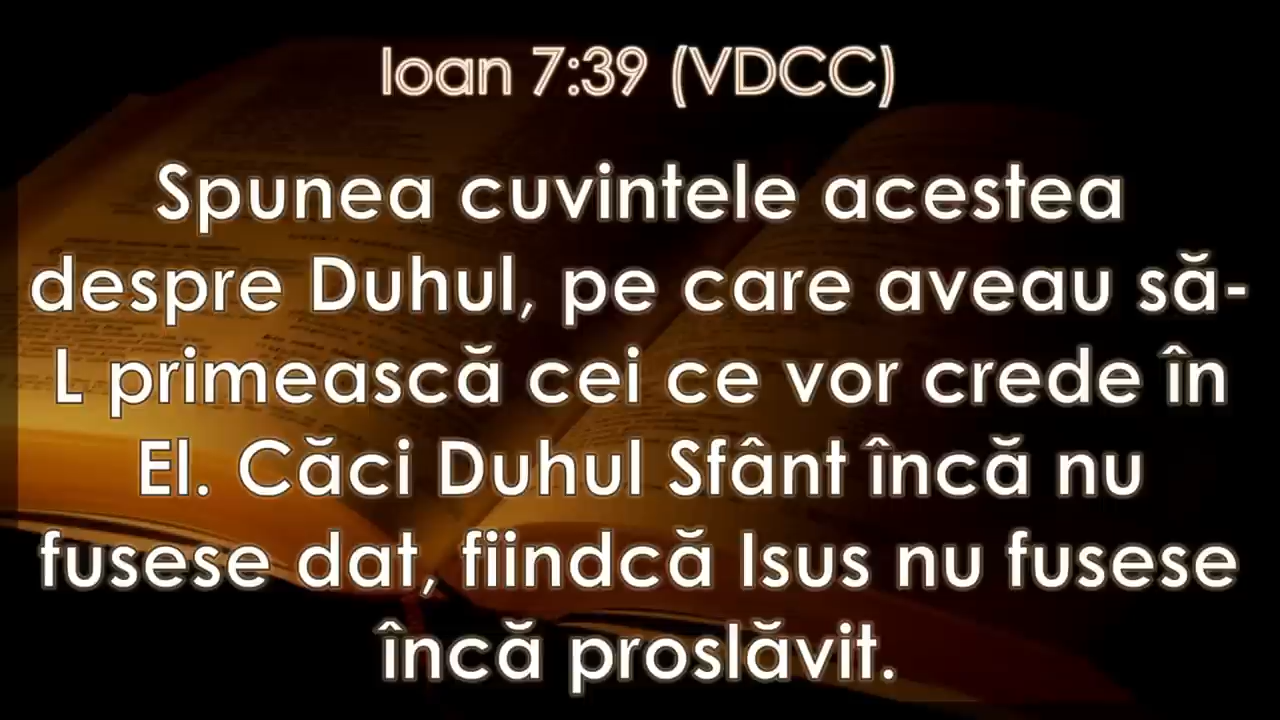 Ioan 7:39 (VDCC)
Spunea cuvintele acestea
despre Duhul, pe care aveau să-
L primească cei ce vor crede în
El. Căci Duhul Sfânt încă nu
fusese dat, fiindcă Isus nu fusese
încă proslăvit.